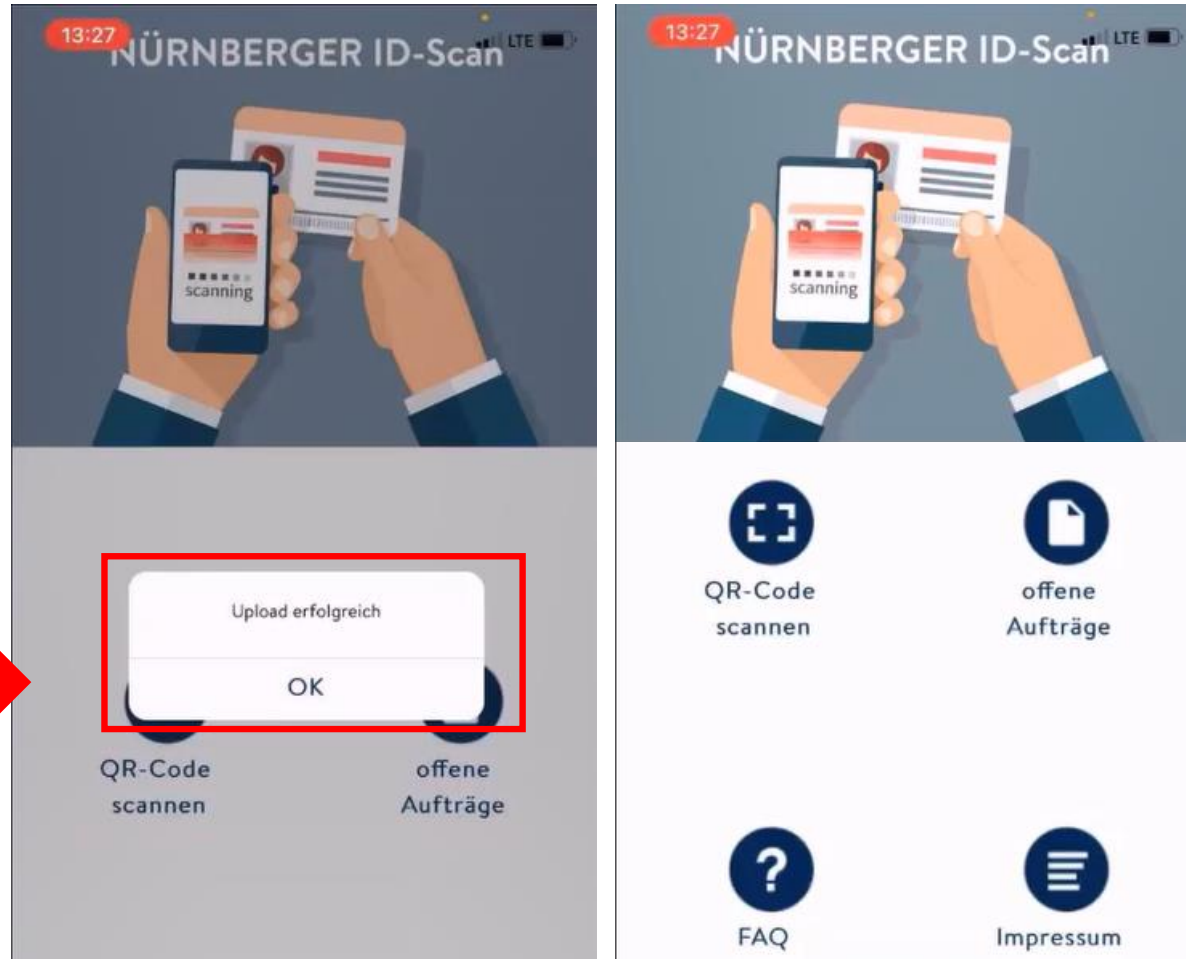 13:27
NÜRNBERGER ID-Scan
LTE
scanning
Upload erfolgreich
OK
QR-Code
scannen
offene
Aufträge
13:27
NÜRNBERGER ID-Scan
LTE
scanning
QR-Code
scannen
offene
Aufträge
FAQ
Impressum